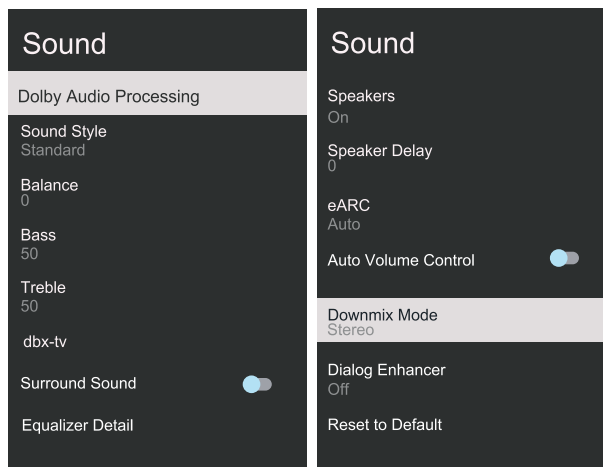 Sound
Dolby Audio Processing
Sound Style
Standard
Balance
0
Bass
50
Treble
50
dbx-tv
Surround Sound
Equalizer Detail
Sound
Speakers
On
Speaker Delay
0
eARC
Auto
Auto Volume Control
Downmix Mode
Stereo
Dialog Enhancer
Off
Reset to Default